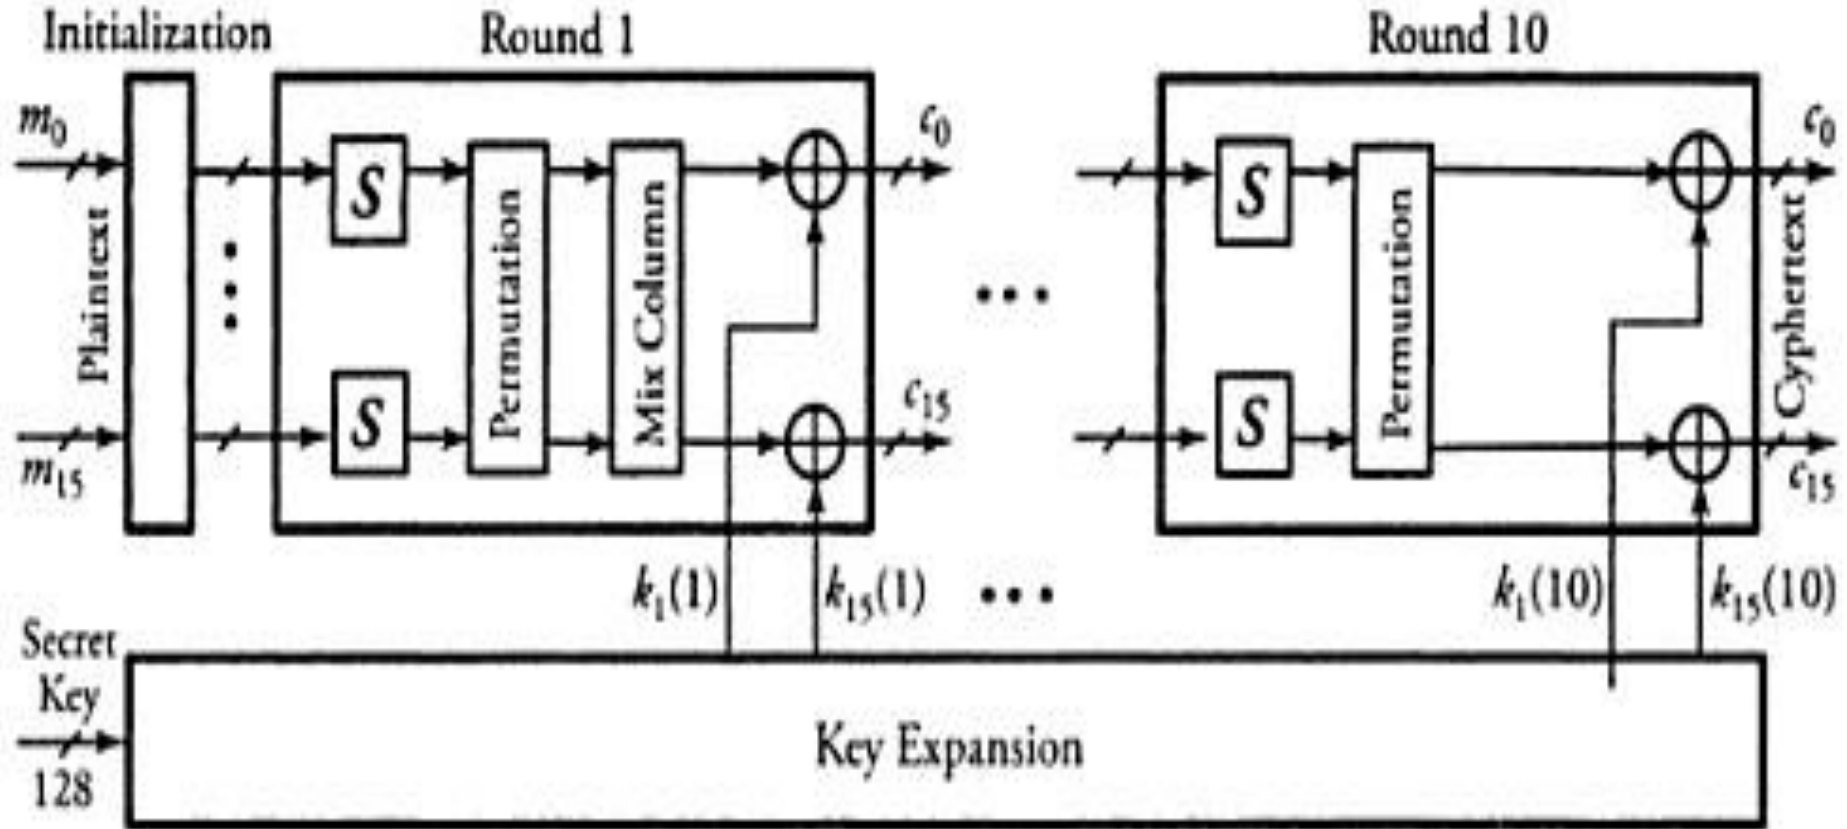 Initialization
Round 1
Round 10
m₀
c₀
c₀
S
S
Plaintext
Permutation
Mix Column
Permutation
Cyphertext
S
S
m₁₅
c₁₅
c₁₅
k₁(1)
k₁₅(1)
k₁(10)
k₁₅(10)
Secret
Key
128
Key Expansion